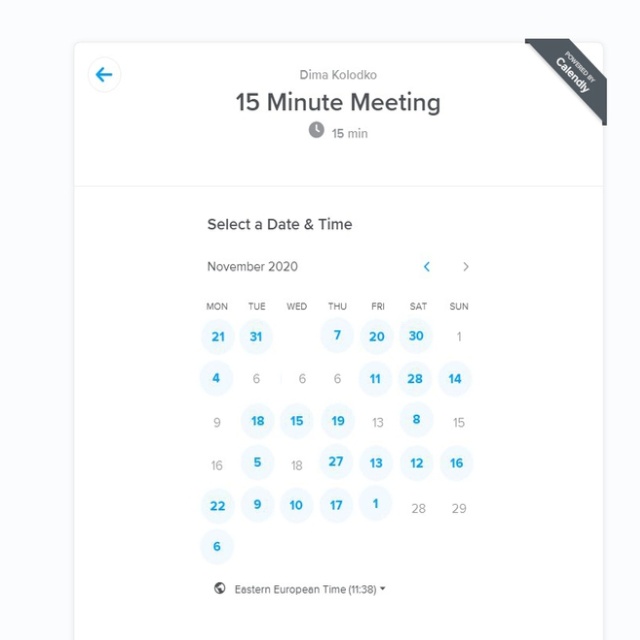 POWERED BY
Calendly
Dima Kolodko
15 Minute Meeting
15 min
Select a Date & Time
November 2020
MON TUE WED THU FRI SAT SUN
21 31 7 20 30 1
4 6 6 6 11 28 14
9 18 15 19 13 8 15
16 5 18 27 13 12 16
22 9 10 17 1 28 29
6
Eastern European Time (11:38)